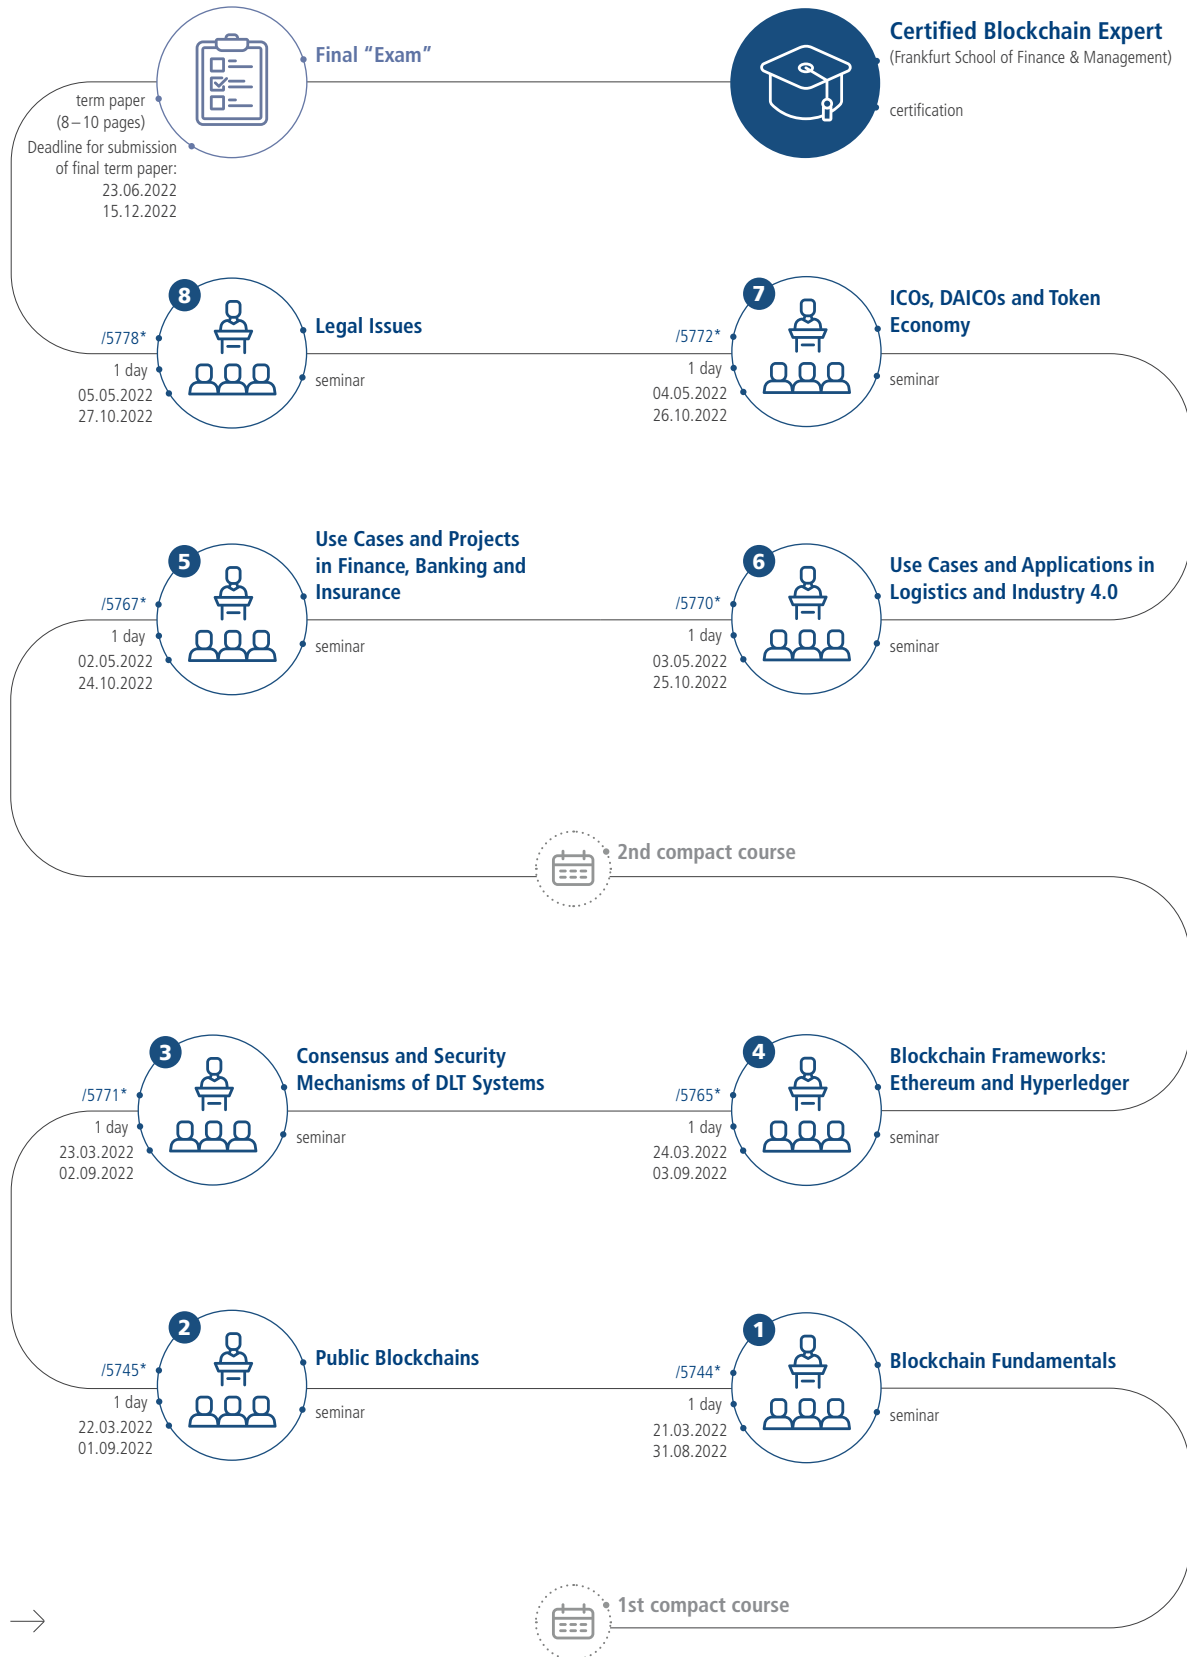 Final “Exam”
term paper
(8 – 10 pages)
Deadline for submission
of final term paper:
23.06.2022
15.12.2022
Certified Blockchain Expert
(Frankfurt School of Finance & Management)
certification
8
Legal Issues
/5778*
1 day
seminar
05.05.2022
27.10.2022
7
ICOs, DAICOs and Token
Economy
/5772*
1 day
seminar
04.05.2022
26.10.2022
5
Use Cases and Projects
in Finance, Banking and
Insurance
/5767*
1 day
seminar
02.05.2022
24.10.2022
6
Use Cases and Applications in
Logistics and Industry 4.0
/5770*
1 day
seminar
03.05.2022
25.10.2022
2nd compact course
3
Consensus and Security
Mechanisms of DLT Systems
/5771*
1 day
seminar
23.03.2022
02.09.2022
4
Blockchain Frameworks:
Ethereum and Hyperledger
/5765*
1 day
seminar
24.03.2022
03.09.2022
2
Public Blockchains
/5745*
1 day
seminar
22.03.2022
01.09.2022
1
Blockchain Fundamentals
/5744*
1 day
seminar
21.03.2022
31.08.2022
1st compact course